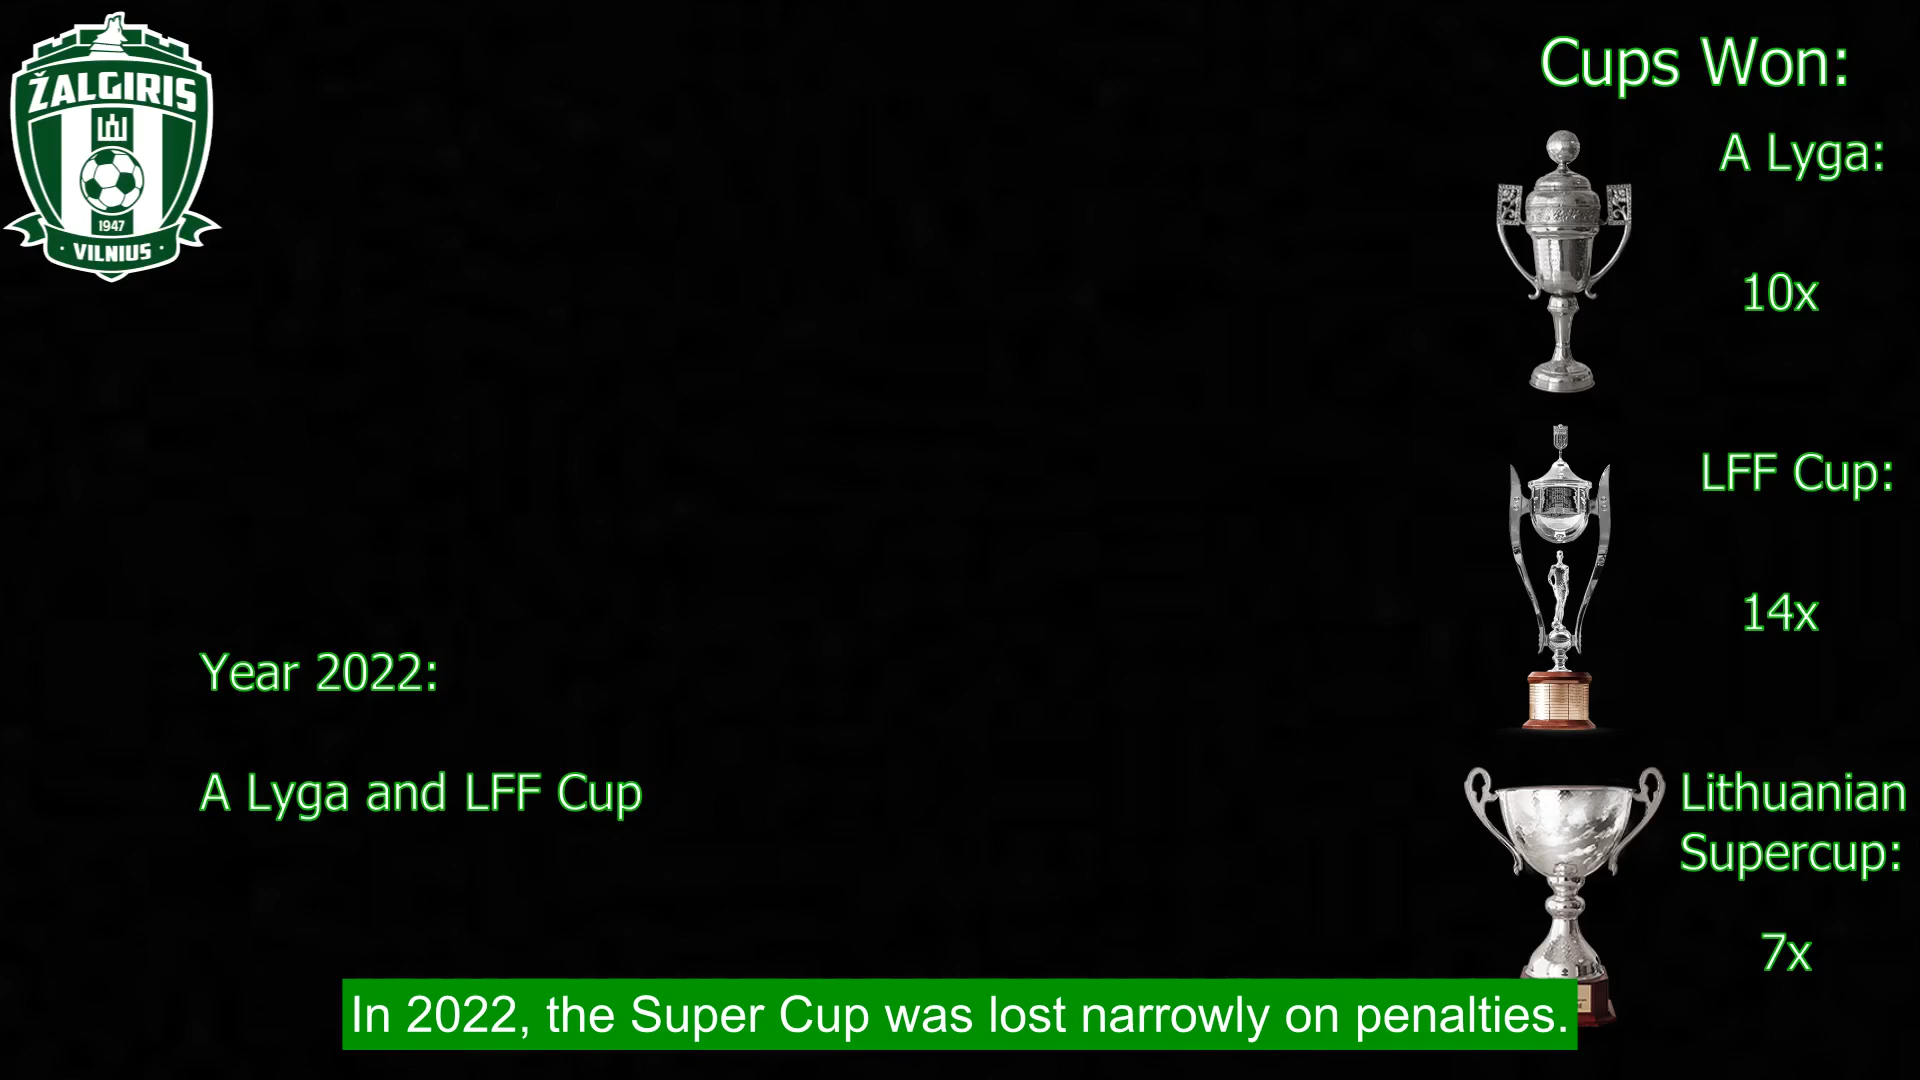 ŽALGIRIS
1947
· VILNIUS ·
Cups Won:
A Lyga:
10x
LFF Cup:
14x
Lithuanian
Supercup:
7x
Year 2022:
A Lyga and LFF Cup
In 2022, the Super Cup was lost narrowly on penalties.